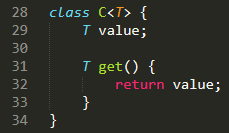 28 class C<T> {
29     T value;
30
31     T get() {
32         return value;
33     }
34 }